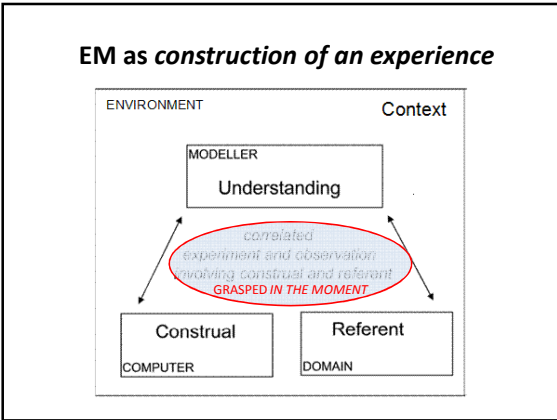 EM as construction of an experience
ENVIRONMENT
Context
MODELLER
Understanding
correlated
experiment and observation
involving construal and referent
GRASPED IN THE MOMENT
Construal
COMPUTER
Referent
DOMAIN